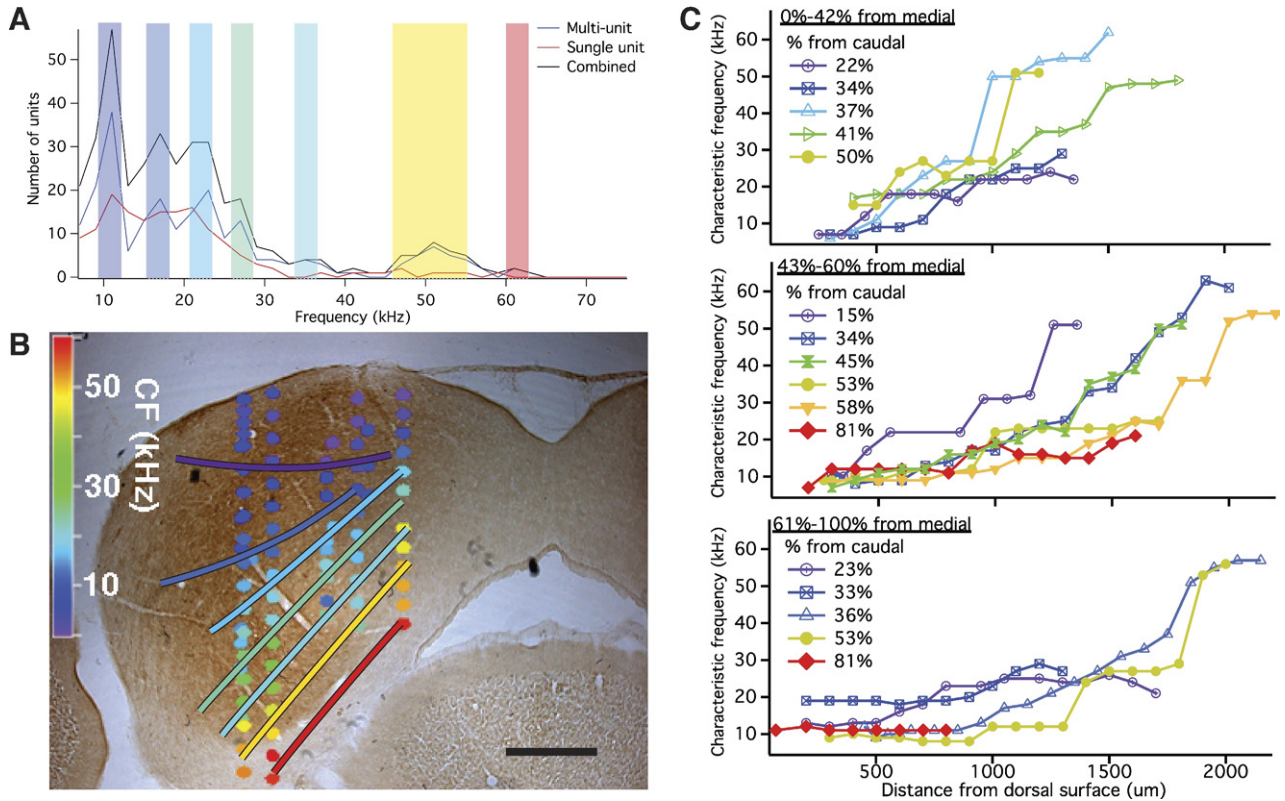 A
Number of units
50
40
30
20
10
0
10
20
30
40
50
60
70
Frequency (kHz)
Multi-unit
Sungle unit
Combined
B
50
30
10
CF (kHz)
C
Characteristic frequency (kHz)
0%-42% from medial
% from caudal
22%
34%
37%
41%
50%
60
50
40
30
20
10
Characteristic frequency (kHz)
43%-60% from medial
% from caudal
15%
34%
45%
53%
58%
81%
60
50
40
30
20
10
Characteristic frequency (kHz)
61%-100% from medial
% from caudal
23%
33%
36%
53%
81%
60
50
40
30
20
10
500
1000
1500
2000
Distance from dorsal surface (um)